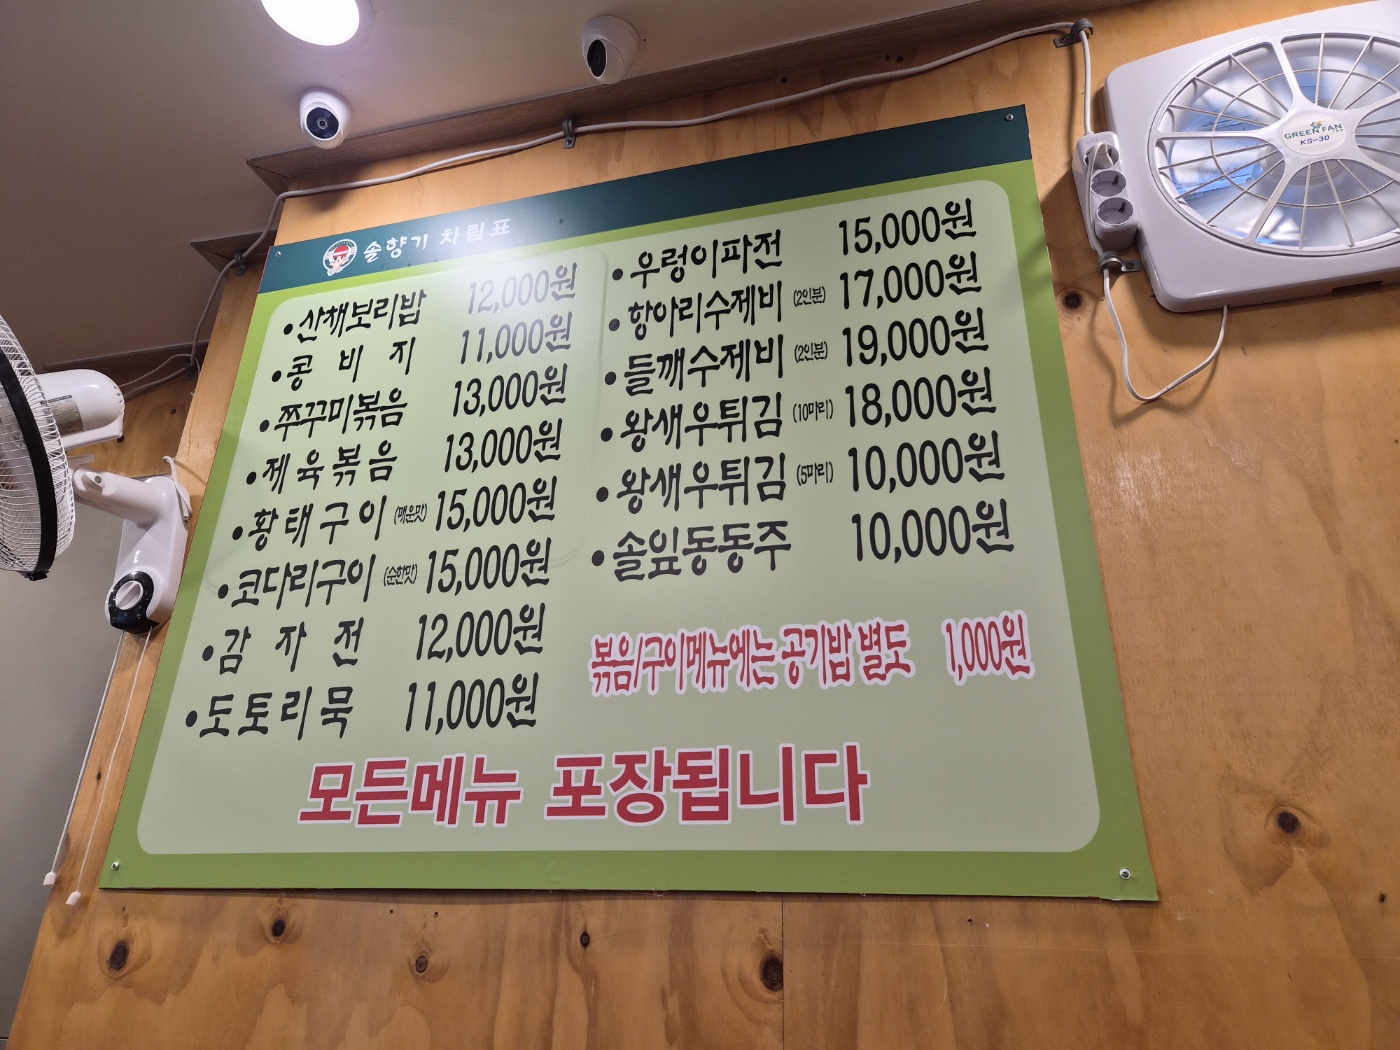 솔향기 차림표
•산채보리밥 12,000원
•콩 비 지 11,000원
•쭈꾸미볶음 13,000원
•제육볶음 13,000원
•황태구이 (매운맛) 15,000원
•코다리구이 (순한맛) 15,000원
•감 자 전 12,000원
•도토리묵 11,000원
•우렁이파전 15,000원
•항아리수제비 (2인분) 17,000원
•들깨수제비 (2인분) 19,000원
•왕새우튀김 (10마리) 18,000원
•왕새우튀김 (5마리) 10,000원
•솔잎동동주 10,000원
볶음/구이메뉴에는 공기밥 별도 1,000원
모든메뉴 포장됩니다
GREEN FAN
KS-30